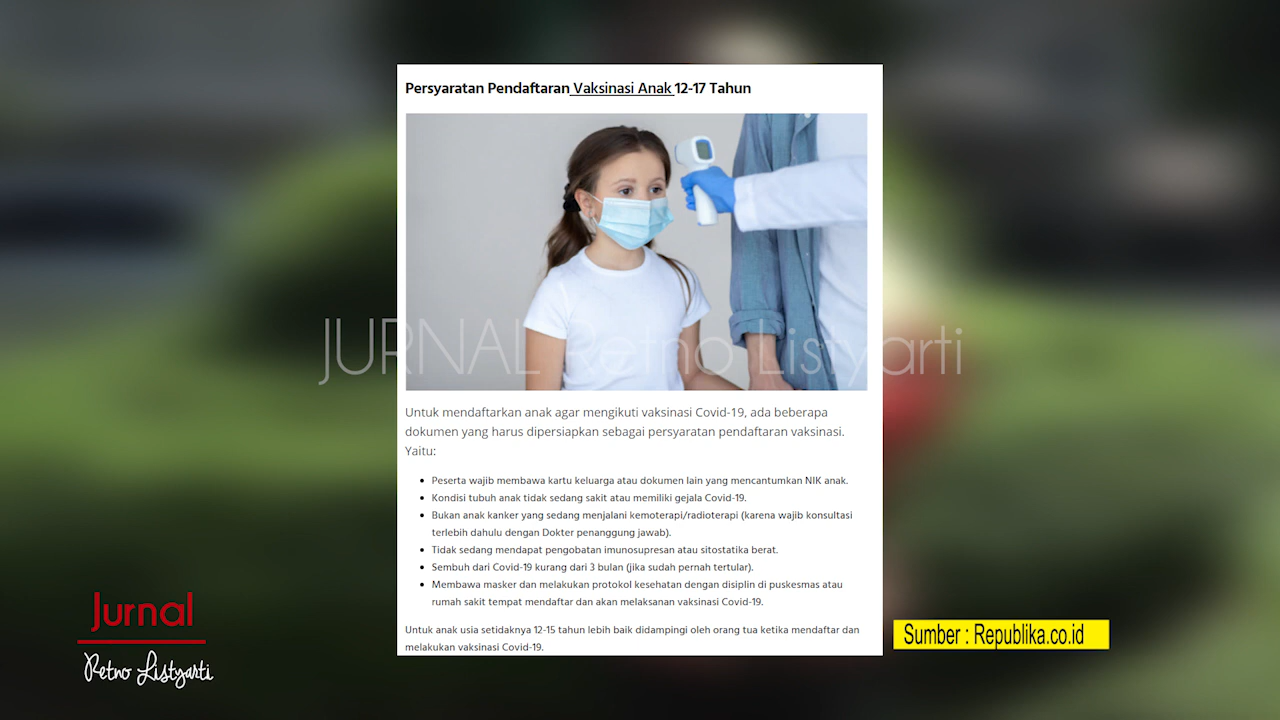 Persyaratan Pendaftaran Vaksinasi Anak 12-17 Tahun
JURNAL Retno Listyarti
Untuk mendaftarkan anak agar mengikuti vaksinasi Covid-19, ada beberapa
dokumen yang harus dipersiapkan sebagai persyaratan pendaftaran vaksinasi.
Yaitu:
Peserta wajib membawa kartu keluarga atau dokumen lain yang mencantumkan NIK anak.
Kondisi tubuh anak tidak sedang sakit atau memiliki gejala Covid-19.
Bukan anak kanker yang sedang menjalani kemoterapi/radioterapi (karena wajib konsultasi
terlebih dahulu dengan Dokter penanggung jawab).
Tidak sedang mendapat pengobatan imunosupresan atau sitostatika berat.
Sembuh dari Covid-19 kurang dari 3 bulan (jika sudah pernah tertular).
Membawa masker dan melakukan protokol kesehatan dengan disiplin di puskesmas atau
rumah sakit tempat mendaftar dan akan melaksanan vaksinasi Covid-19.
Untuk anak usia setidaknya 12-15 tahun lebih baik didampingi oleh orang tua ketika mendaftar dan
melakukan vaksinasi Covid-19.
Jurnal
Retno Listyarti
Sumber : Republika.co.id